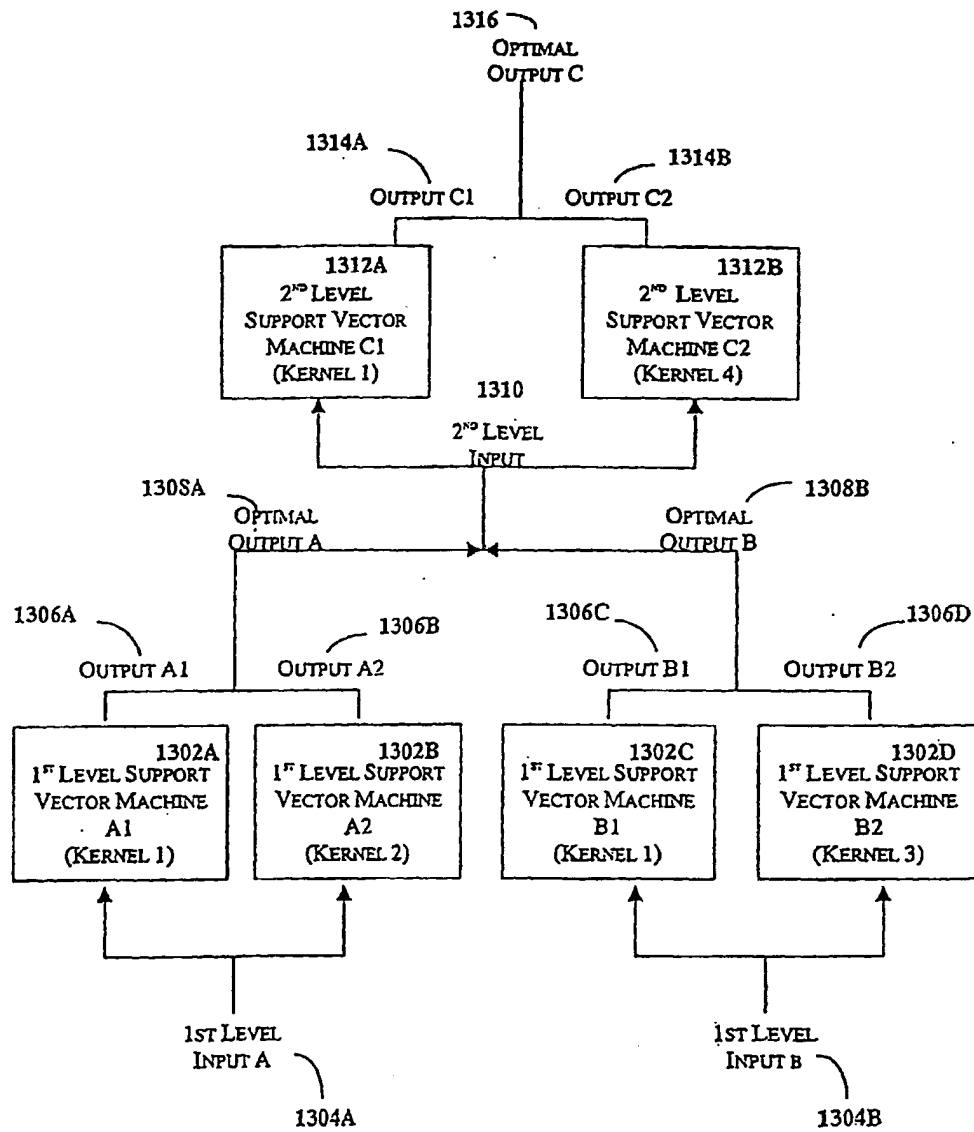 1316
OPTIMAL
OUTPUT C
1314A
1314B
OUTPUT C1
OUTPUT C2
1312A
2ND LEVEL
SUPPORT VECTOR
MACHINE C1
(KERNEL 1)
1312B
2ND LEVEL
SUPPORT VECTOR
MACHINE C2
(KERNEL 4)
1310
2ND LEVEL
INPUT
1308A
OPTIMAL
OUTPUT A
1308B
OPTIMAL
OUTPUT B
1306A
1306B
OUTPUT A1
OUTPUT A2
1306C
1306D
OUTPUT B1
OUTPUT B2
1302A
1ST LEVEL SUPPORT
VECTOR MACHINE
A1
(KERNEL 1)
1302B
1ST LEVEL SUPPORT
VECTOR MACHINE
A2
(KERNEL 2)
1302C
1ST LEVEL SUPPORT
VECTOR MACHINE
B1
(KERNEL 1)
1302D
1ST LEVEL SUPPORT
VECTOR MACHINE
B2
(KERNEL 3)
1ST LEVEL
INPUT A
1304A
1ST LEVEL
INPUT B
1304B